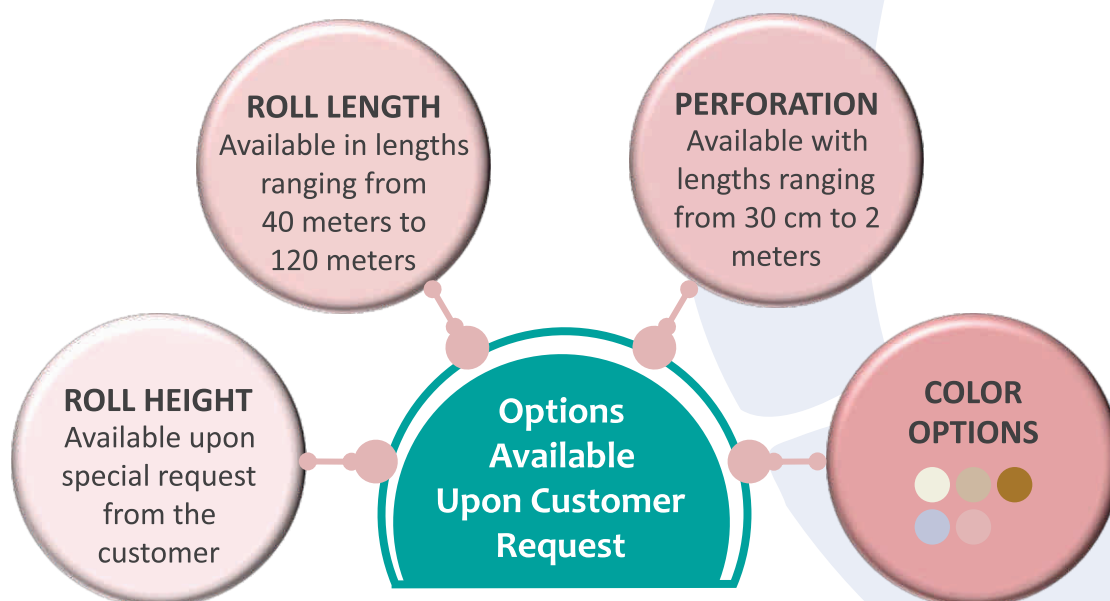 ROLL LENGTH
Available in lengths
ranging from
40 meters to
120 meters
PERFORATION
Available with
lengths ranging
from 30 cm to 2
meters
ROLL HEIGHT
Available upon
special request
from the
customer
Options
Available
Upon Customer
Request
COLOR
OPTIONS